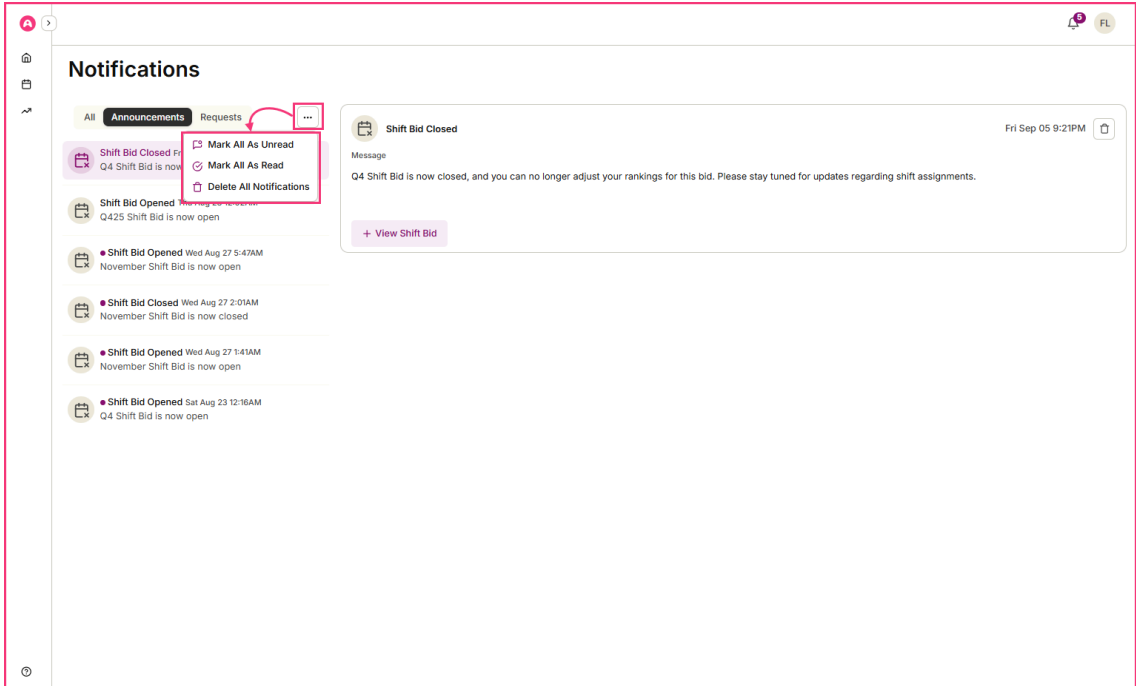 A
5
FL
Notifications
All Announcements Requests
Shift Bid Closed
Q4 Shift Bid is now
Mark All As Unread
Mark All As Read
Delete All Notifications
Shift Bid Opened
Q425 Shift Bid is now open
Shift Bid Opened Wed Aug 27 5:47AM
November Shift Bid is now open
Shift Bid Closed Wed Aug 27 2:01AM
November Shift Bid is now closed
Shift Bid Opened Wed Aug 27 1:41AM
November Shift Bid is now open
Shift Bid Opened Sat Aug 23 12:16AM
Q4 Shift Bid is now open
Shift Bid Closed
Fri Sep 05 9:21PM
Message
Q4 Shift Bid is now closed, and you can no longer adjust your rankings for this bid. Please stay tuned for updates regarding shift assignments.
+ View Shift Bid